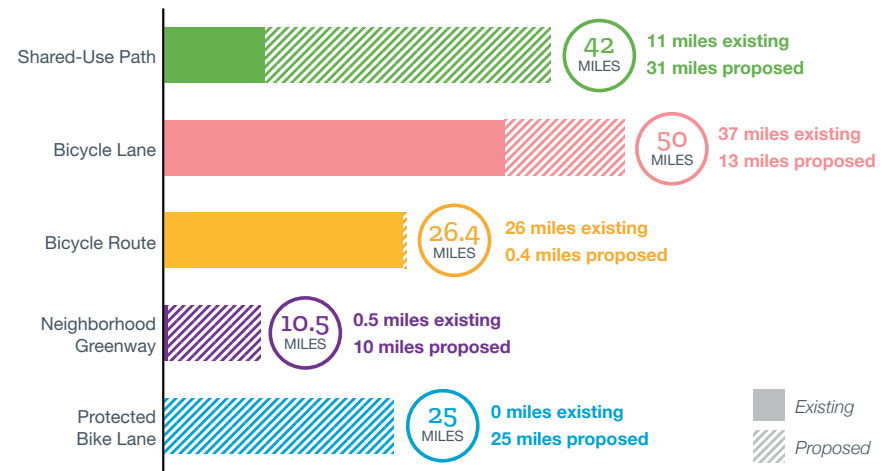 Shared-Use Path
42
MILES
11 miles existing
31 miles proposed
Bicycle Lane
50
MILES
37 miles existing
13 miles proposed
Bicycle Route
26.4
MILES
26 miles existing
0.4 miles proposed
Neighborhood
Greenway
10.5
MILES
0.5 miles existing
10 miles proposed
Protected
Bike Lane
25
MILES
0 miles existing
25 miles proposed
Existing
Proposed